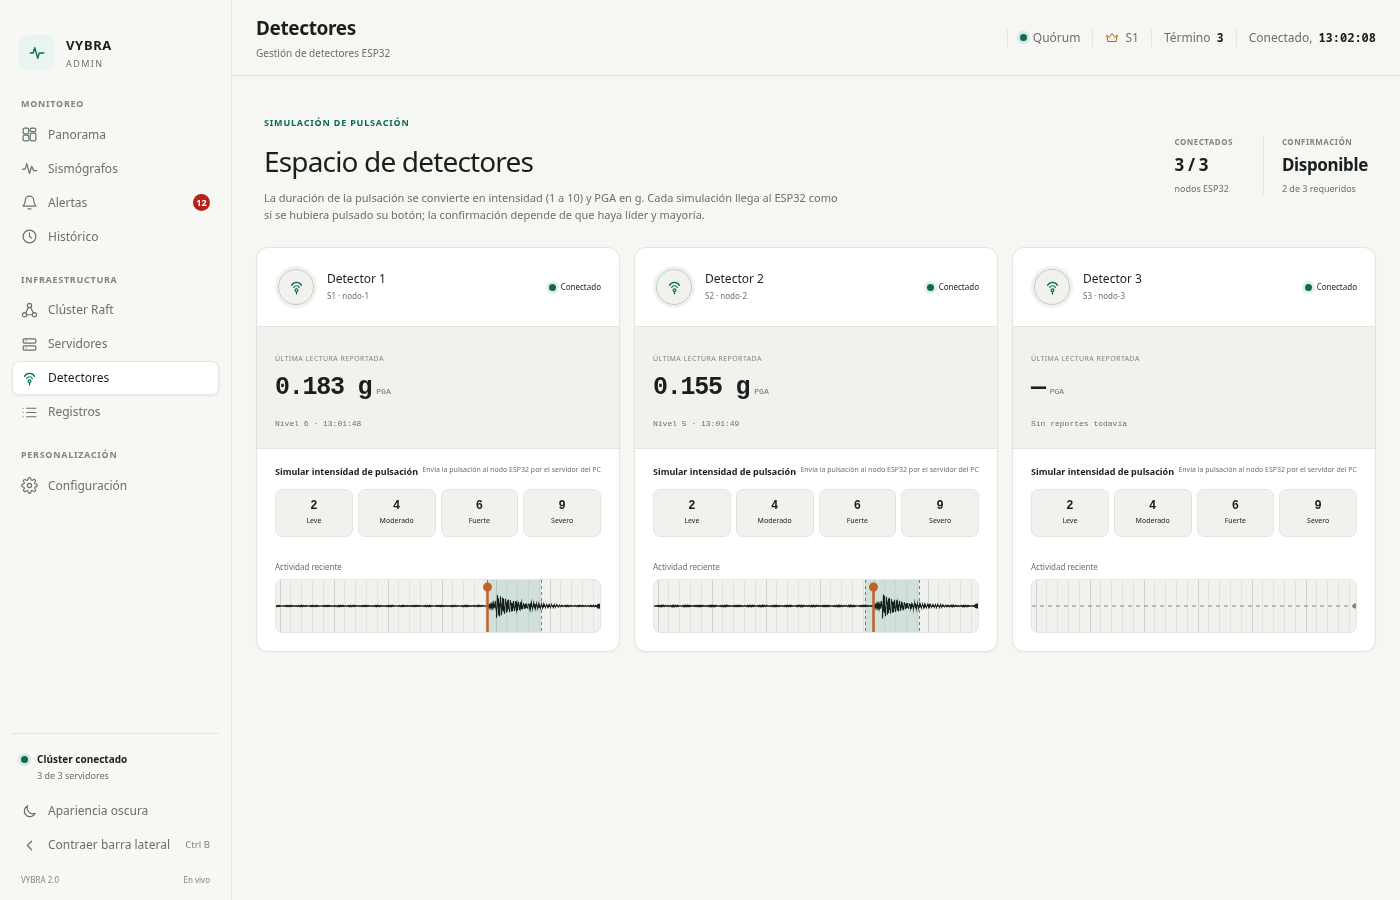 VYBRA
ADMIN
MONITOREO
Panorama
Sismógrafos
Alertas 12
Histórico
INFRAESTRUCTURA
Clúster Raft
Servidores
Detectores
Registros
PERSONALIZACIÓN
Configuración
Clúster conectado
3 de 3 servidores
Apariencia oscura
Contraer barra lateral Ctrl B
VYBRA 2.0 En vivo
Detectores
Gestión de detectores ESP32
Quórum S1 Término 3 Conectado, 13:02:08
SIMULACIÓN DE PULSACIÓN
Espacio de detectores
La duración de la pulsación se convierte en intensidad (1 a 10) y PGA en g. Cada simulación llega al ESP32 como
si se hubiera pulsado su botón; la confirmación depende de que haya líder y mayoría.
CONECTADOS
3 / 3
nodos ESP32
CONFIRMACIÓN
Disponible
2 de 3 requeridos
Detector 1
S1 · nodo-1
Conectado
ÚLTIMA LECTURA REPORTADA
0.183 g PGA
Nivel 6 · 13:01:48
Simular intensidad de pulsación Envía la pulsación al nodo ESP32 por el servidor del PC
2 4 6 9
Leve Moderado Fuerte Severo
Actividad reciente
Detector 2
S2 · nodo-2
Conectado
ÚLTIMA LECTURA REPORTADA
0.155 g PGA
Nivel 5 · 13:01:49
Simular intensidad de pulsación Envía la pulsación al nodo ESP32 por el servidor del PC
2 4 6 9
Leve Moderado Fuerte Severo
Actividad reciente
Detector 3
S3 · nodo-3
Conectado
ÚLTIMA LECTURA REPORTADA
— PGA
Sin reportes todavía
Simular intensidad de pulsación Envía la pulsación al nodo ESP32 por el servidor del PC
2 4 6 9
Leve Moderado Fuerte Severo
Actividad reciente